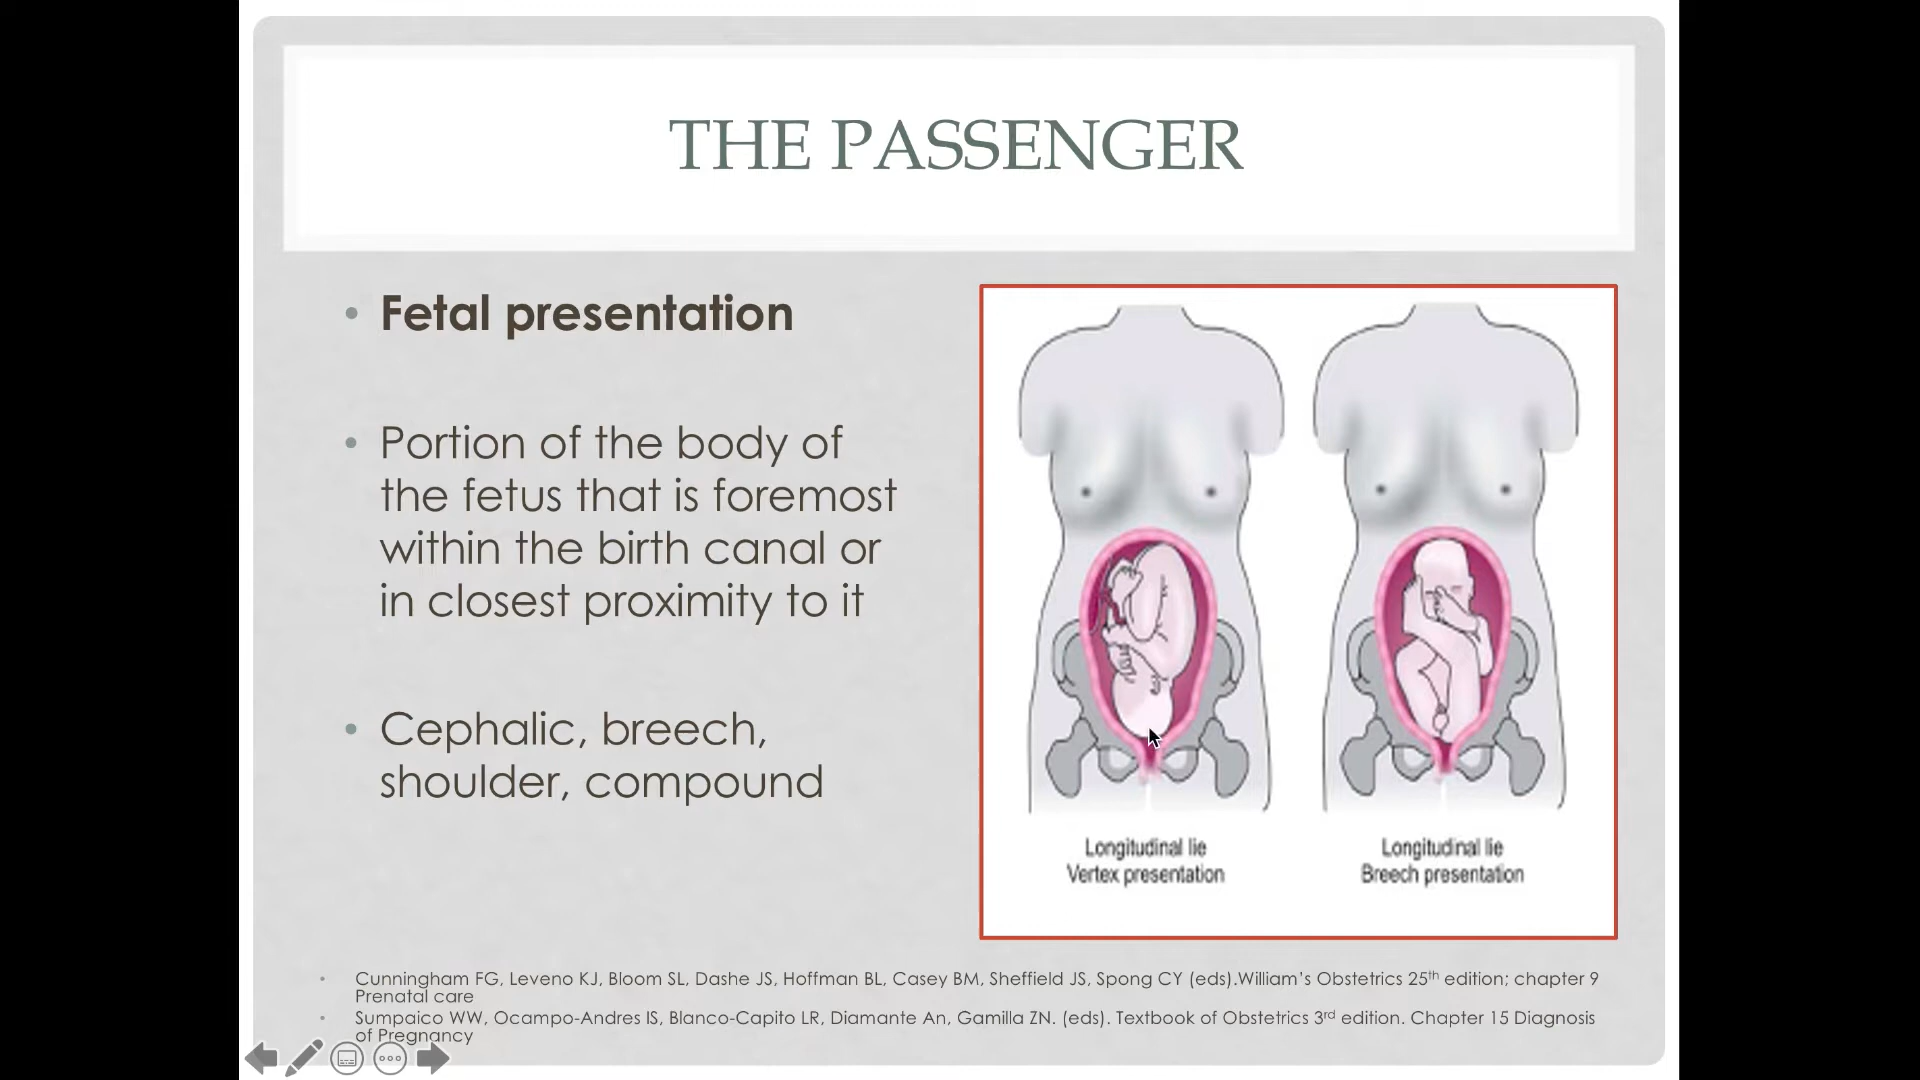 THE PASSENGER
• Fetal presentation
• Portion of the body of
the fetus that is foremost
within the birth canal or
in closest proximity to it
• Cephalic, breech,
shoulder, compound
Longitudinal lie
Vertex presentation
Longitudinal lie
Breech presentation
• Cunningham FG, Leveno KJ, Bloom SL, Dashe JS, Hoffman BL, Casey BM, Sheffield JS, Spong CY (eds).William’s Obstetrics 25th edition; chapter 9
Prenatal care
• Sumpaico WW, Ocampo-Andres IS, Blanco-Capito LR, Diamante An, Gamilla ZN. (eds). Textbook of Obstetrics 3rd edition. Chapter 15 Diagnosis
of Pregnancy